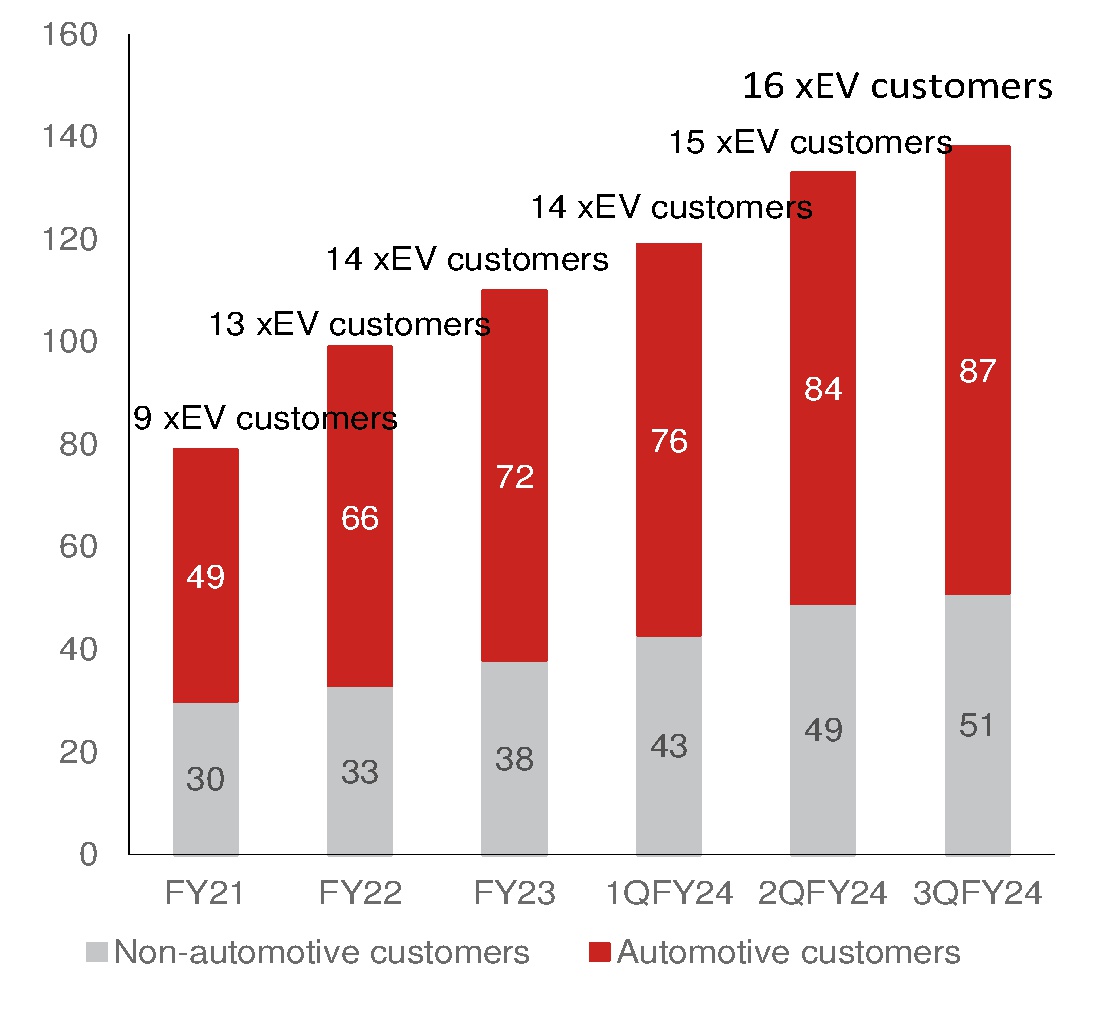 160
16 xEV customers
140
15 xEV customers
14 xEV customers
120
14 xEV customers
13 xEV customers
100
9 xEV customers
80
60
40
20
0
49
66
72
76
84
87
30
33
38
43
49
51
FY21 FY22 FY23 1QFY24 2QFY24 3QFY24
Non-automotive customers Automotive customers